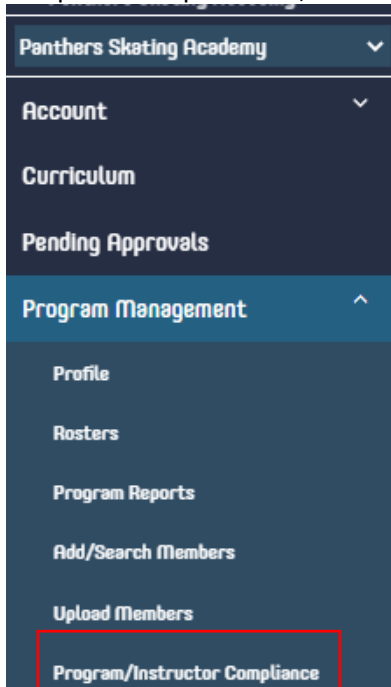 Panthers Skating Academy
Account
Curriculum
Pending Approvals
Program Management
Profile
Rosters
Program Reports
Add/Search Members
Upload Members
Program/Instructor Compliance